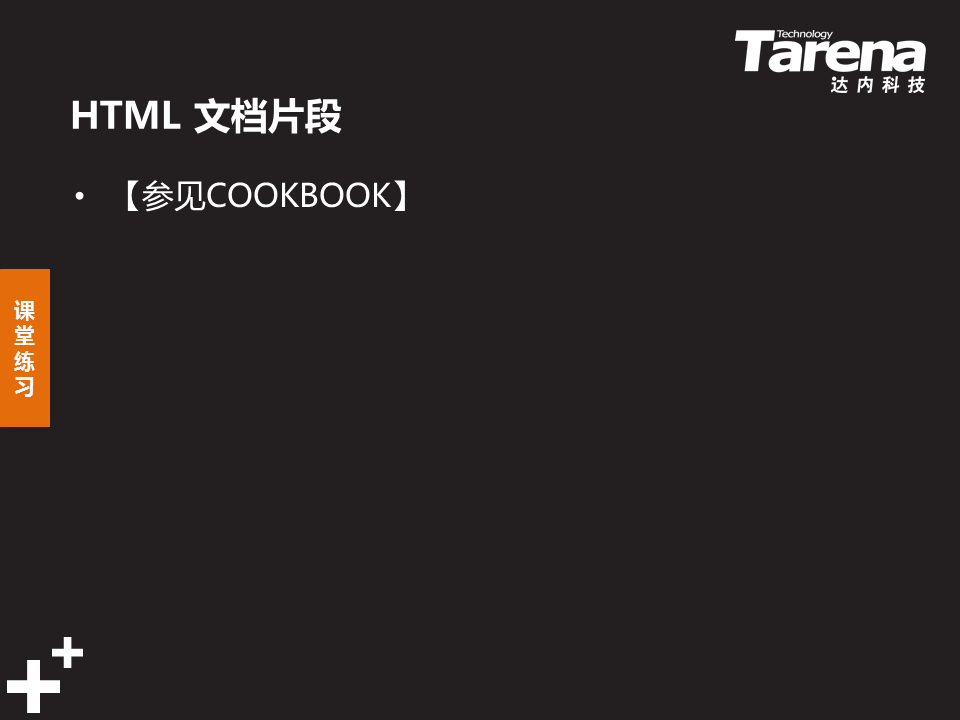 Technology
Tarena
达内科技
HTML 文档片段
• 【参见COOKBOOK】
课
堂
练
习